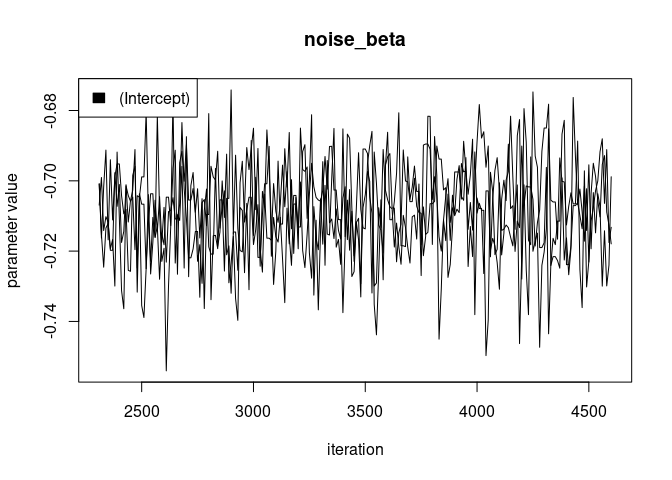 noise_beta
(Intercept)
parameter value
-0.68
-0.70
-0.72
-0.74
2500
3000
3500
4000
4500
iteration